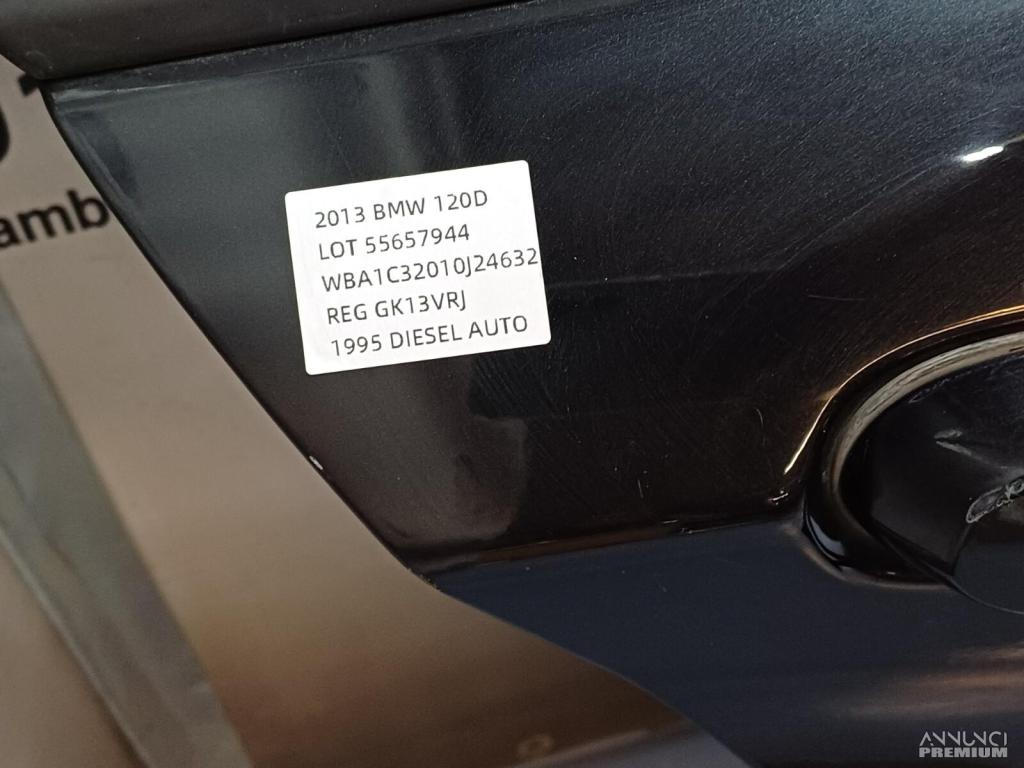 2013 BMW 120D
LOT 55657944
WBA1C32010J24632
REG GK13VRJ
1995 DIESEL AUTO
amb
ANNUNCI
PREMIUM